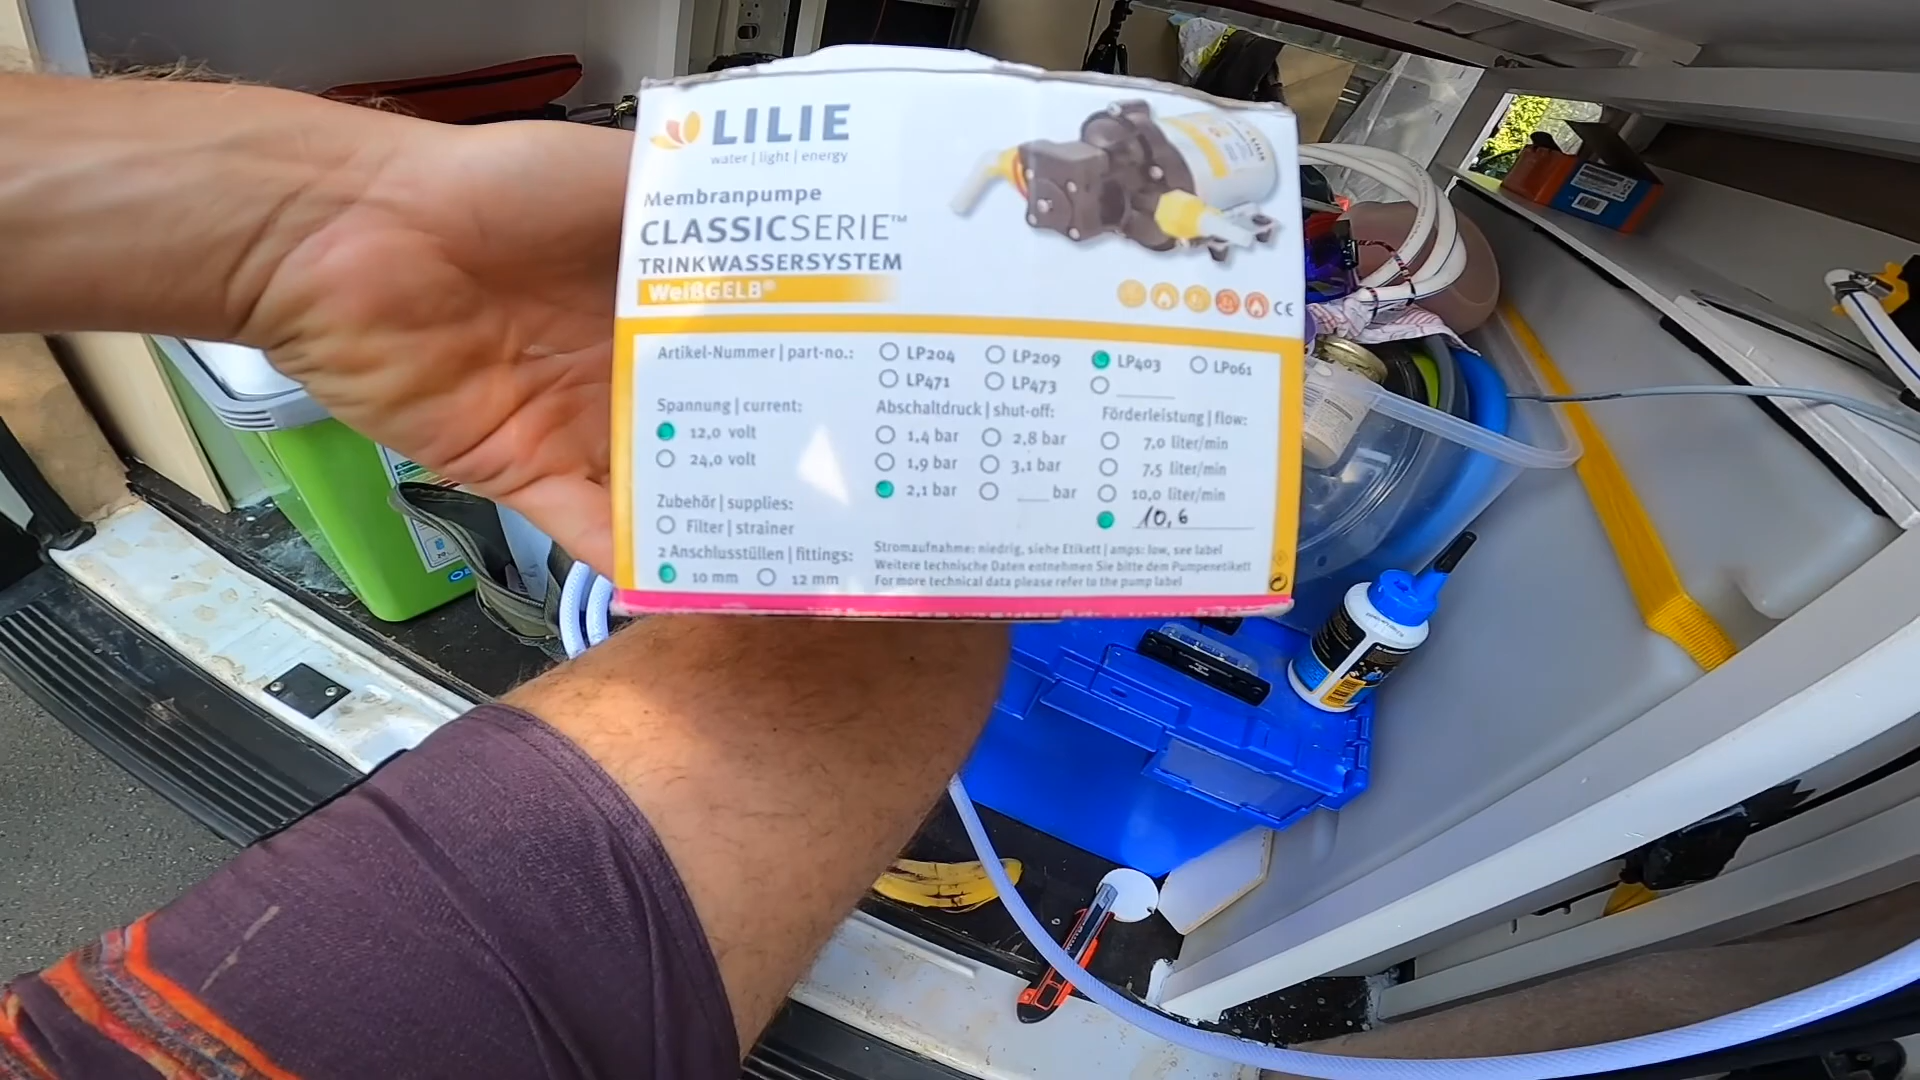 LILIE
water | light | energy
Membranpumpe
CLASSICSERIE™
TRINKWASSERSYSTEM
WeißGELB®
CE
Artikel-Nummer | part-no.: LP204 LP209 LP403 LP061
LP471 LP473 ______
Spannung | current:
12,0 volt
24,0 volt
Zubehör | supplies:
Filter | strainer
2 Anschlusstüllen | fittings:
10 mm 12 mm
Abschaltdruck | shut-off:
1,4 bar 2,8 bar
1,9 bar 3,1 bar
2,1 bar ___ bar
Förderleistung | flow:
7,0 liter/min
7,5 liter/min
10,0 liter/min
10,6
Stromaufnahme: niedrig, siehe Etikett | amps: low, see label
Weitere technische Daten entnehmen Sie bitte dem Pumpenetikett
For more technical data please refer to the pump label